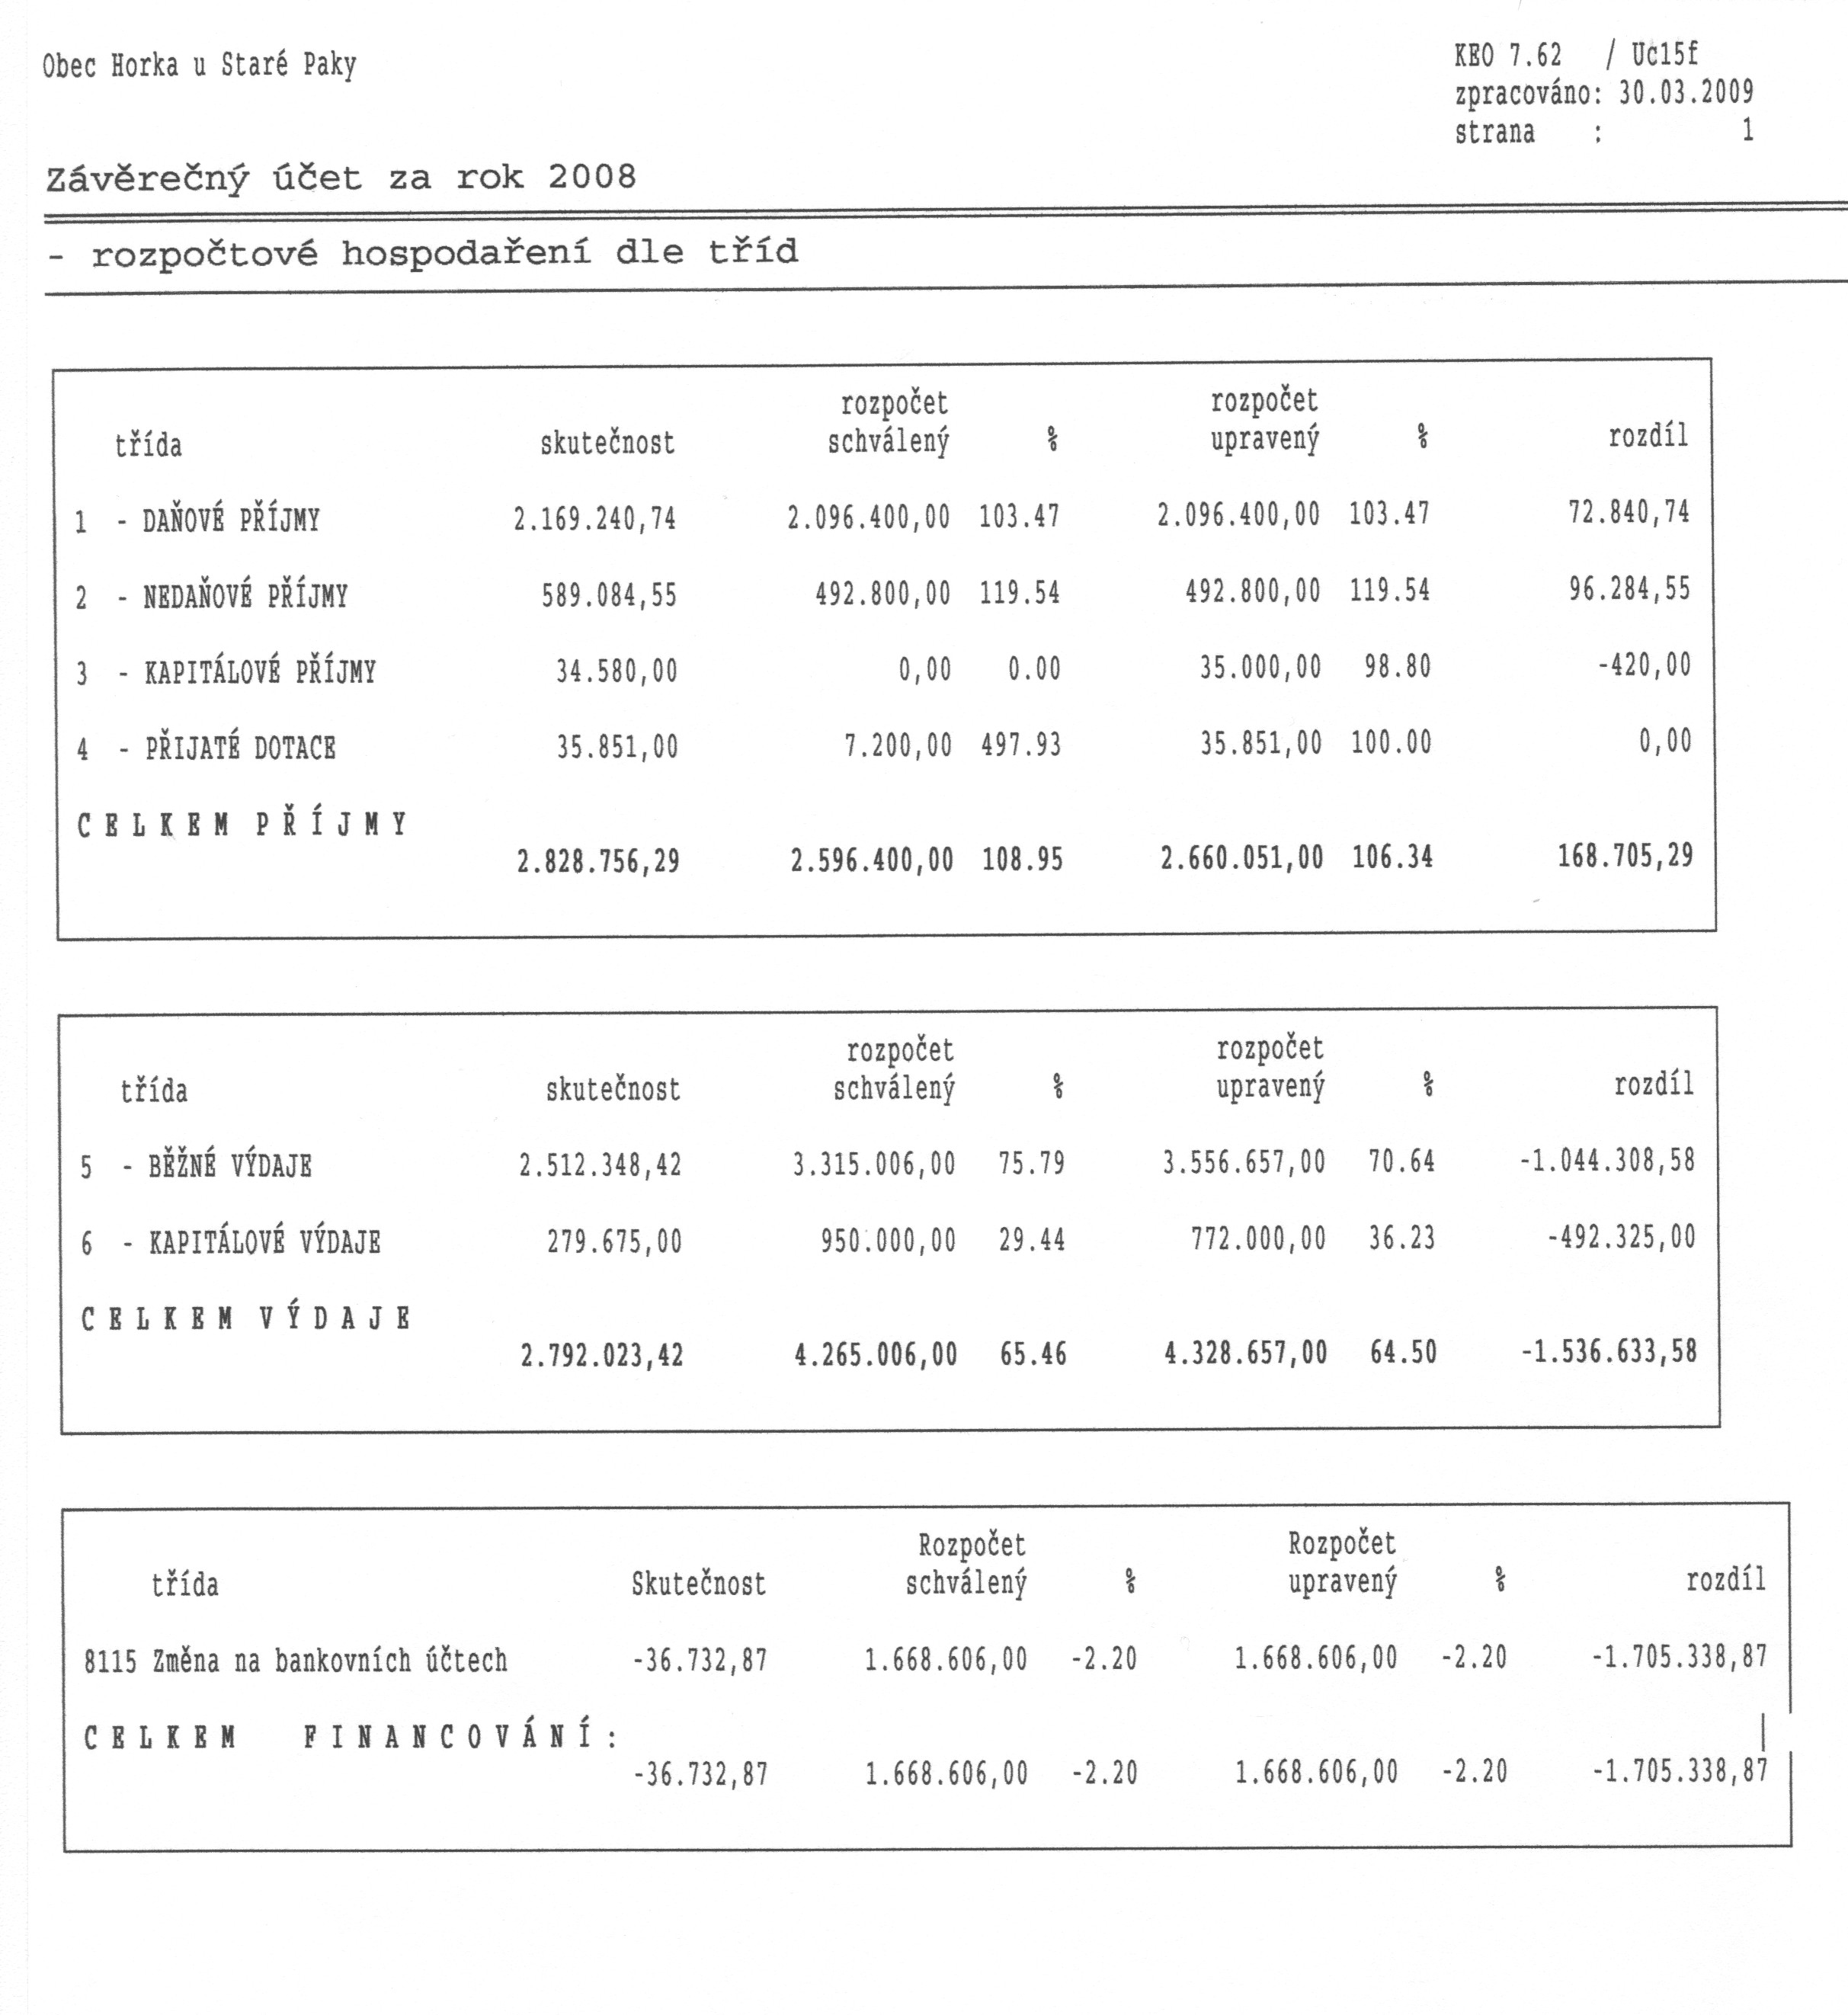 Obec Horka u Staré Paky
KEO 7.62 / Uc15f
zpracováno: 30.03.2009
strana : 1
Závěrečný účet za rok 2008
- rozpočtové hospodaření dle tříd
rozpočet rozpočet
třída skutečnost schválený % upravený % rozdíl
1 - DAŇOVÉ PŘÍJMY 2.169.240,74 2.096.400,00 103.47 2.096.400,00 103.47 72.840,74
2 - NEDAŇOVÉ PŘÍJMY 589.084,55 492.800,00 119.54 492.800,00 119.54 96.284,55
3 - KAPITÁLOVÉ PŘÍJMY 34.580,00 0,00 0.00 35.000,00 98.80 -420,00
4 - PŘIJATÉ DOTACE 35.851,00 7.200,00 497.93 35.851,00 100.00 0,00
C E L K E M P Ř Í J M Y
2.828.756,29 2.596.400,00 108.95 2.660.051,00 106.34 168.705,29
rozpočet rozpočet
třída skutečnost schválený % upravený % rozdíl
5 - BĚŽNÉ VÝDAJE 2.512.348,42 3.315.006,00 75.79 3.556.657,00 70.64 -1.044.308,58
6 - KAPITÁLOVÉ VÝDAJE 279.675,00 950.000,00 29.44 772.000,00 36.23 -492.325,00
C E L K E M V Ý D A J E
2.792.023,42 4.265.006,00 65.46 4.328.657,00 64.50 -1.536.633,58
Rozpočet Rozpočet
třída Skutečnost schválený % upravený % rozdíl
8115 Změna na bankovních účtech -36.732,87 1.668.606,00 -2.20 1.668.606,00 -2.20 -1.705.338,87
C E L K E M F I N A N C O V Á N Í :
-36.732,87 1.668.606,00 -2.20 1.668.606,00 -2.20 -1.705.338,87